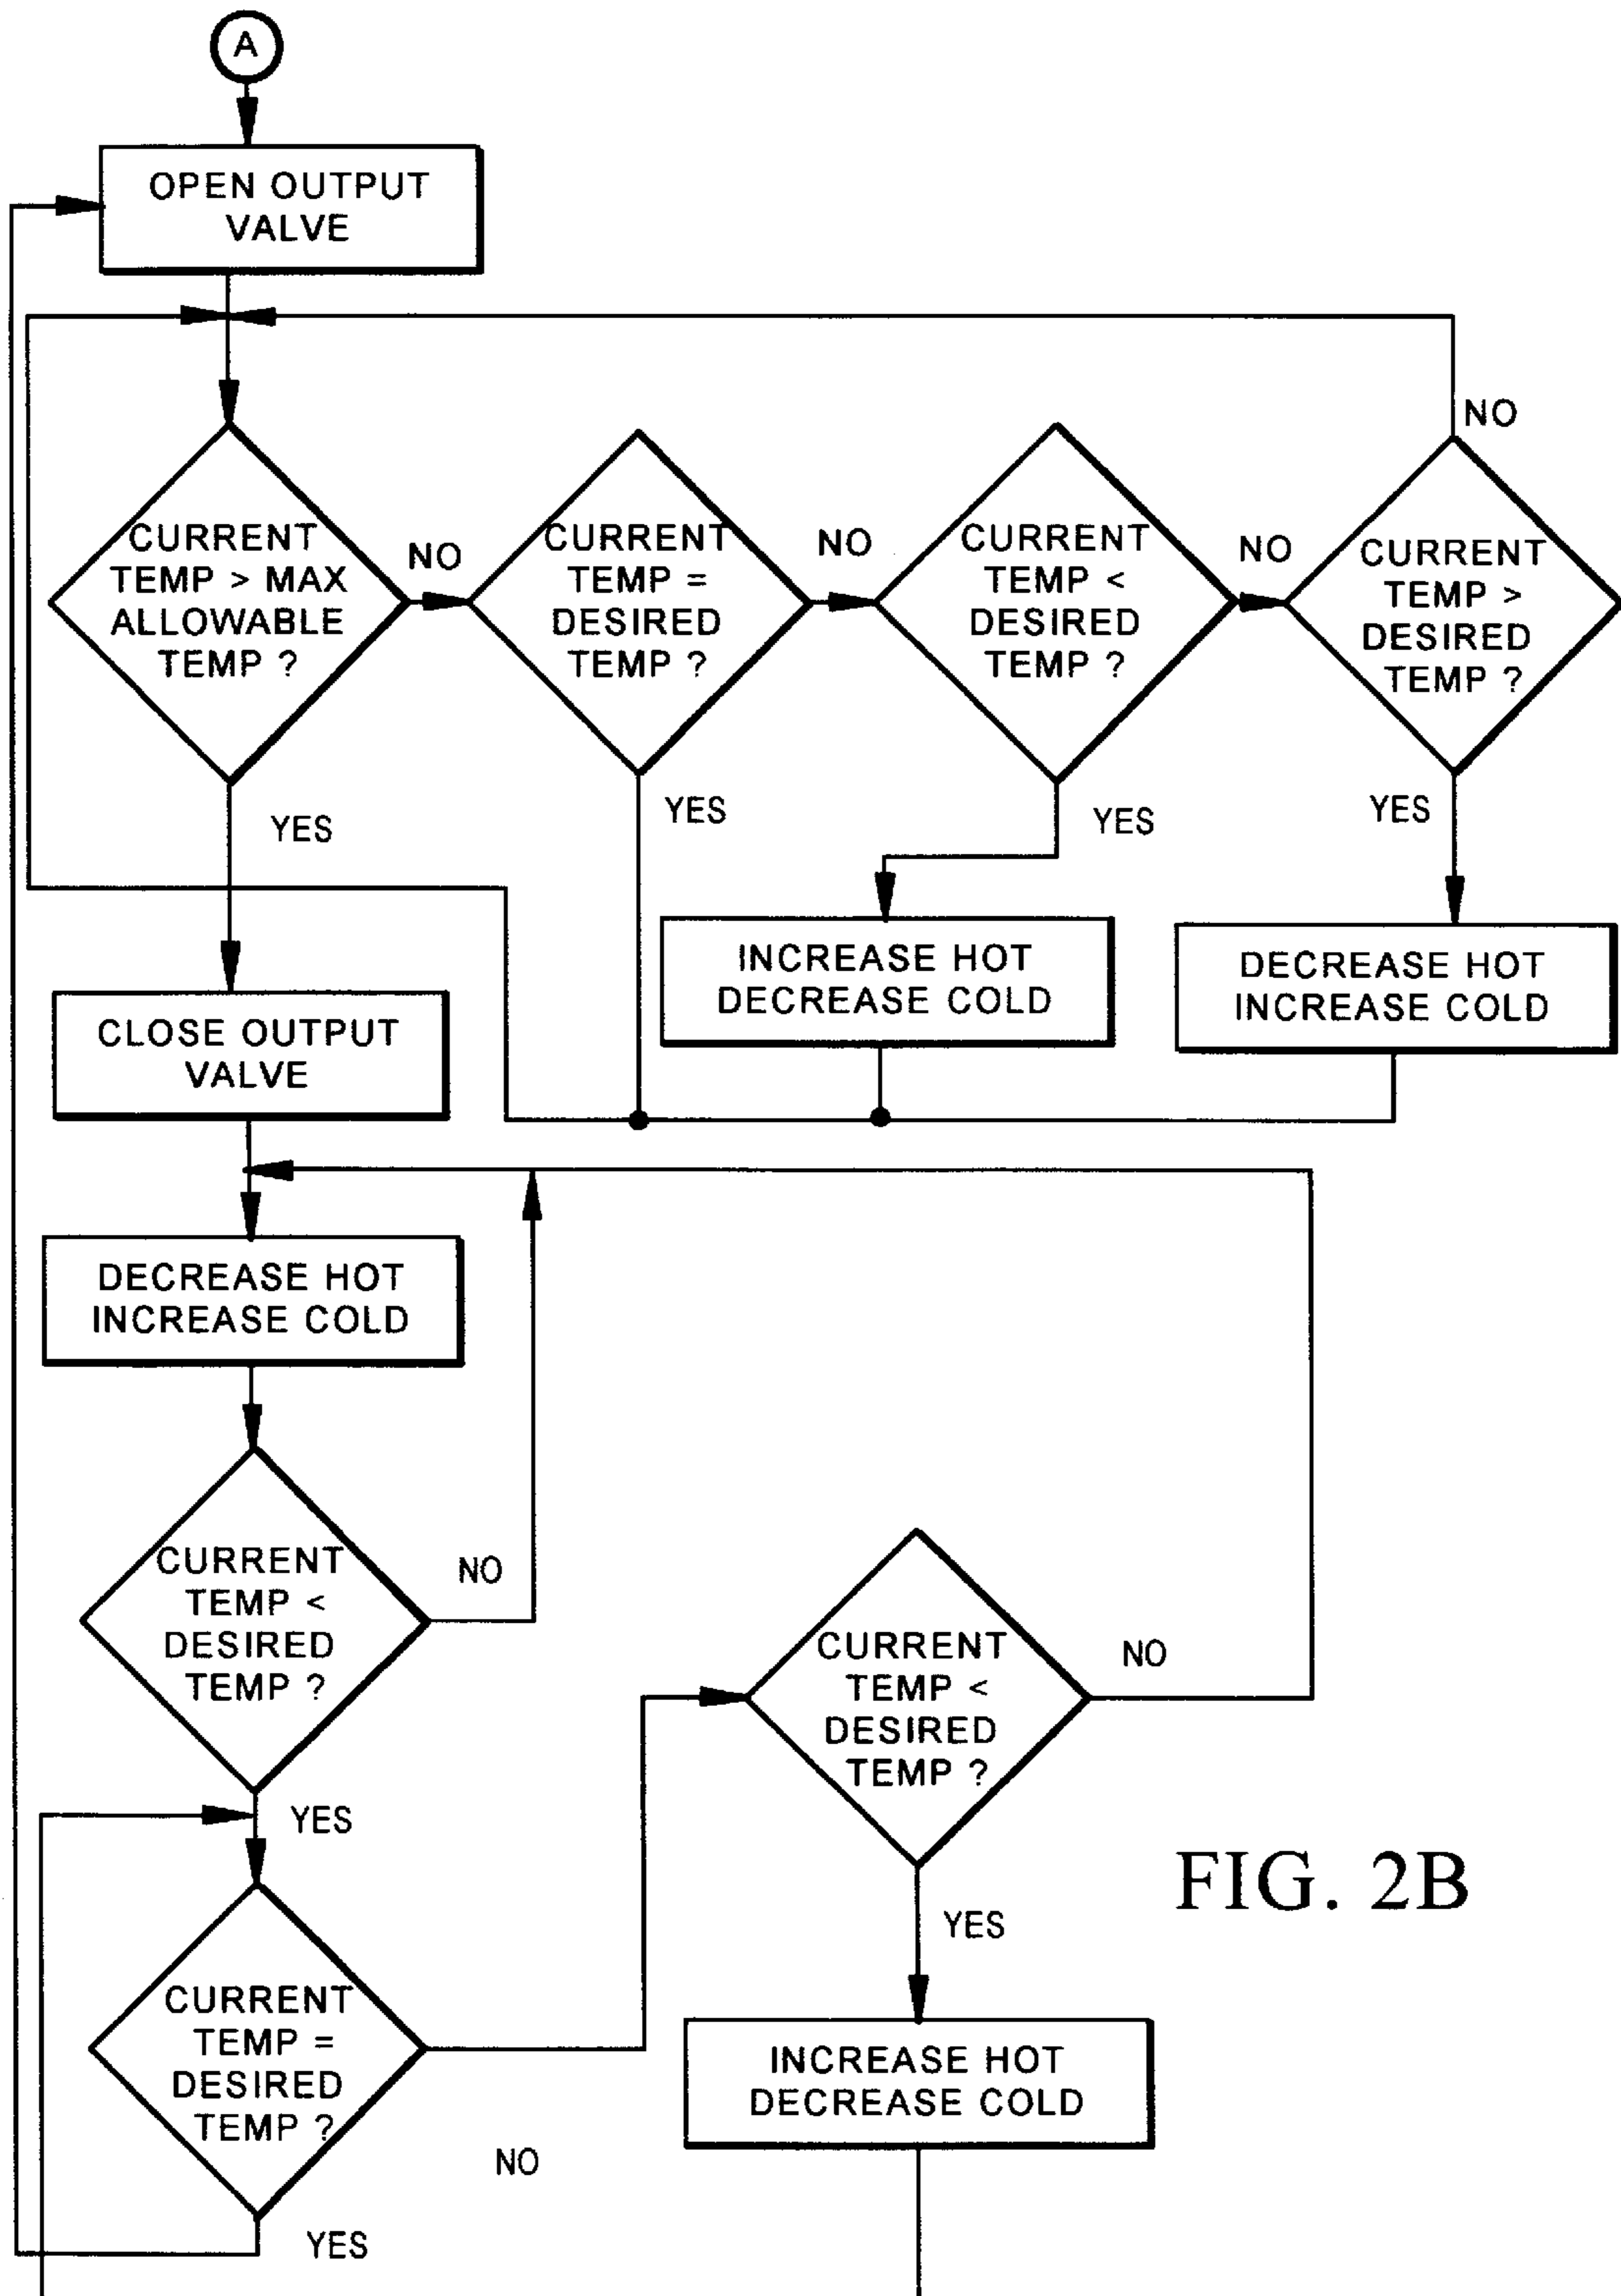 A
OPEN OUTPUT
VALVE
CURRENT
TEMP > MAX
ALLOWABLE
TEMP ?
NO
YES
CURRENT
TEMP =
DESIRED
TEMP ?
NO
YES
CURRENT
TEMP <
DESIRED
TEMP ?
NO
YES
CURRENT
TEMP >
DESIRED
TEMP ?
NO
YES
INCREASE HOT
DECREASE COLD
DECREASE HOT
INCREASE COLD
CLOSE OUTPUT
VALVE
DECREASE HOT
INCREASE COLD
CURRENT
TEMP <
DESIRED
TEMP ?
NO
YES
CURRENT
TEMP <
DESIRED
TEMP ?
NO
YES
CURRENT
TEMP =
DESIRED
TEMP ?
NO
YES
INCREASE HOT
DECREASE COLD
FIG. 2B